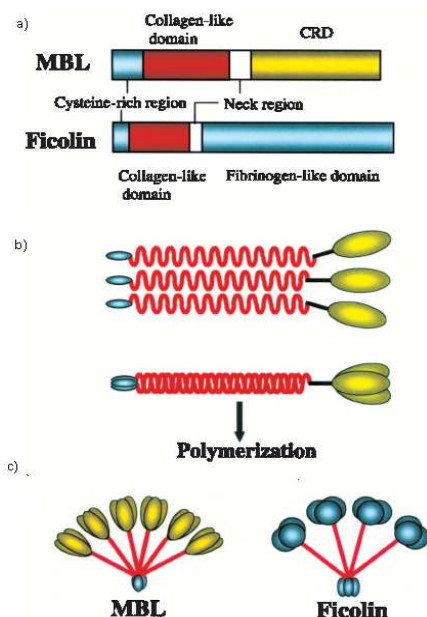 a)
Collagen-like
domain
CRD
MBL
Cysteine-rich region
Neck region
Ficolin
Collagen-like
domain
Fibrinogen-like domain
b)
Polymerization
c)
MBL
Ficolin